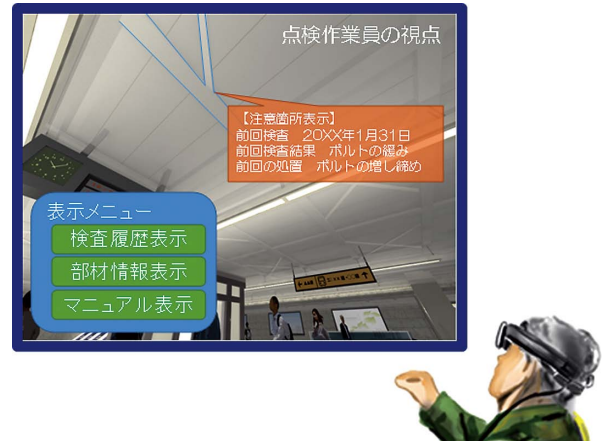 点検作業員の視点
【注意箇所表示】
前回検査 20XX年1月31日
前回検査結果 ボルトの緩み
前回の処置 ボルトの増し締め
表示メニュー
検査履歴表示
部材情報表示
マニュアル表示